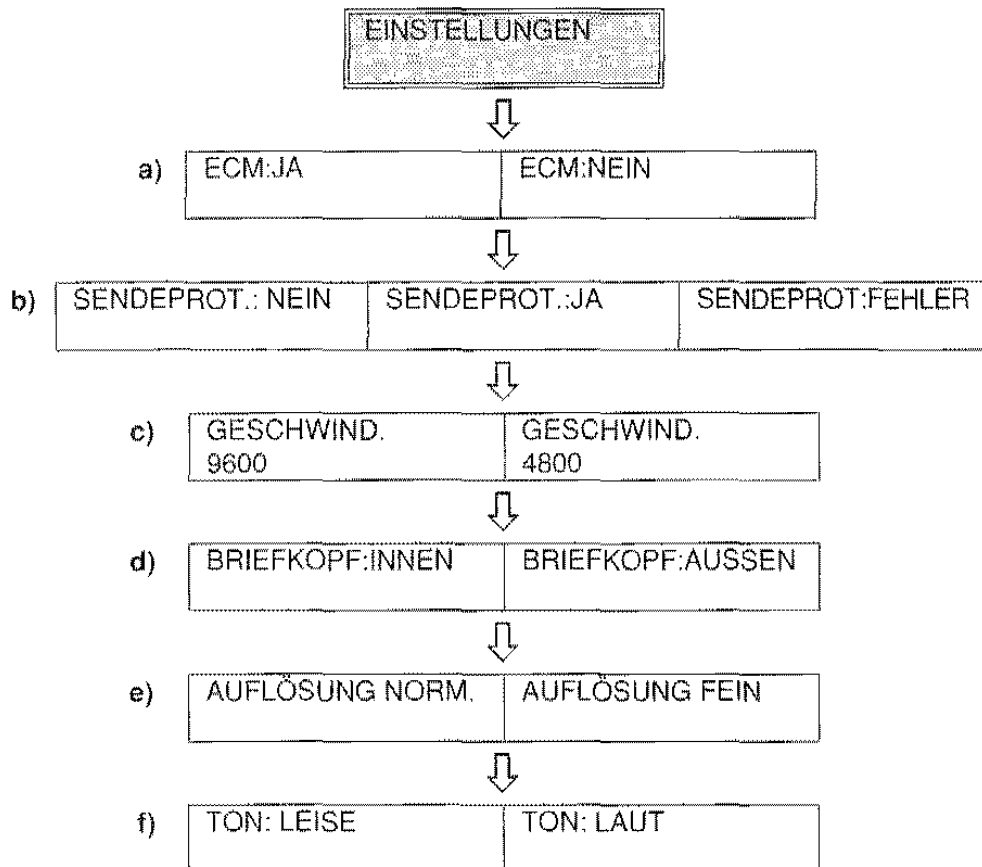 EINSTELLUNGEN
a) ECM:JA ECM:NEIN
b) SENDEPROT.: NEIN SENDEPROT.:JA SENDEPROT:FEHLER
c) GESCHWIND. GESCHWIND.
9600 4800
d) BRIEFKOPF:INNEN BRIEFKOPF:AUSSEN
e) AUFLÖSUNG NORM. AUFLÖSUNG FEIN
f) TON: LEISE TON: LAUT